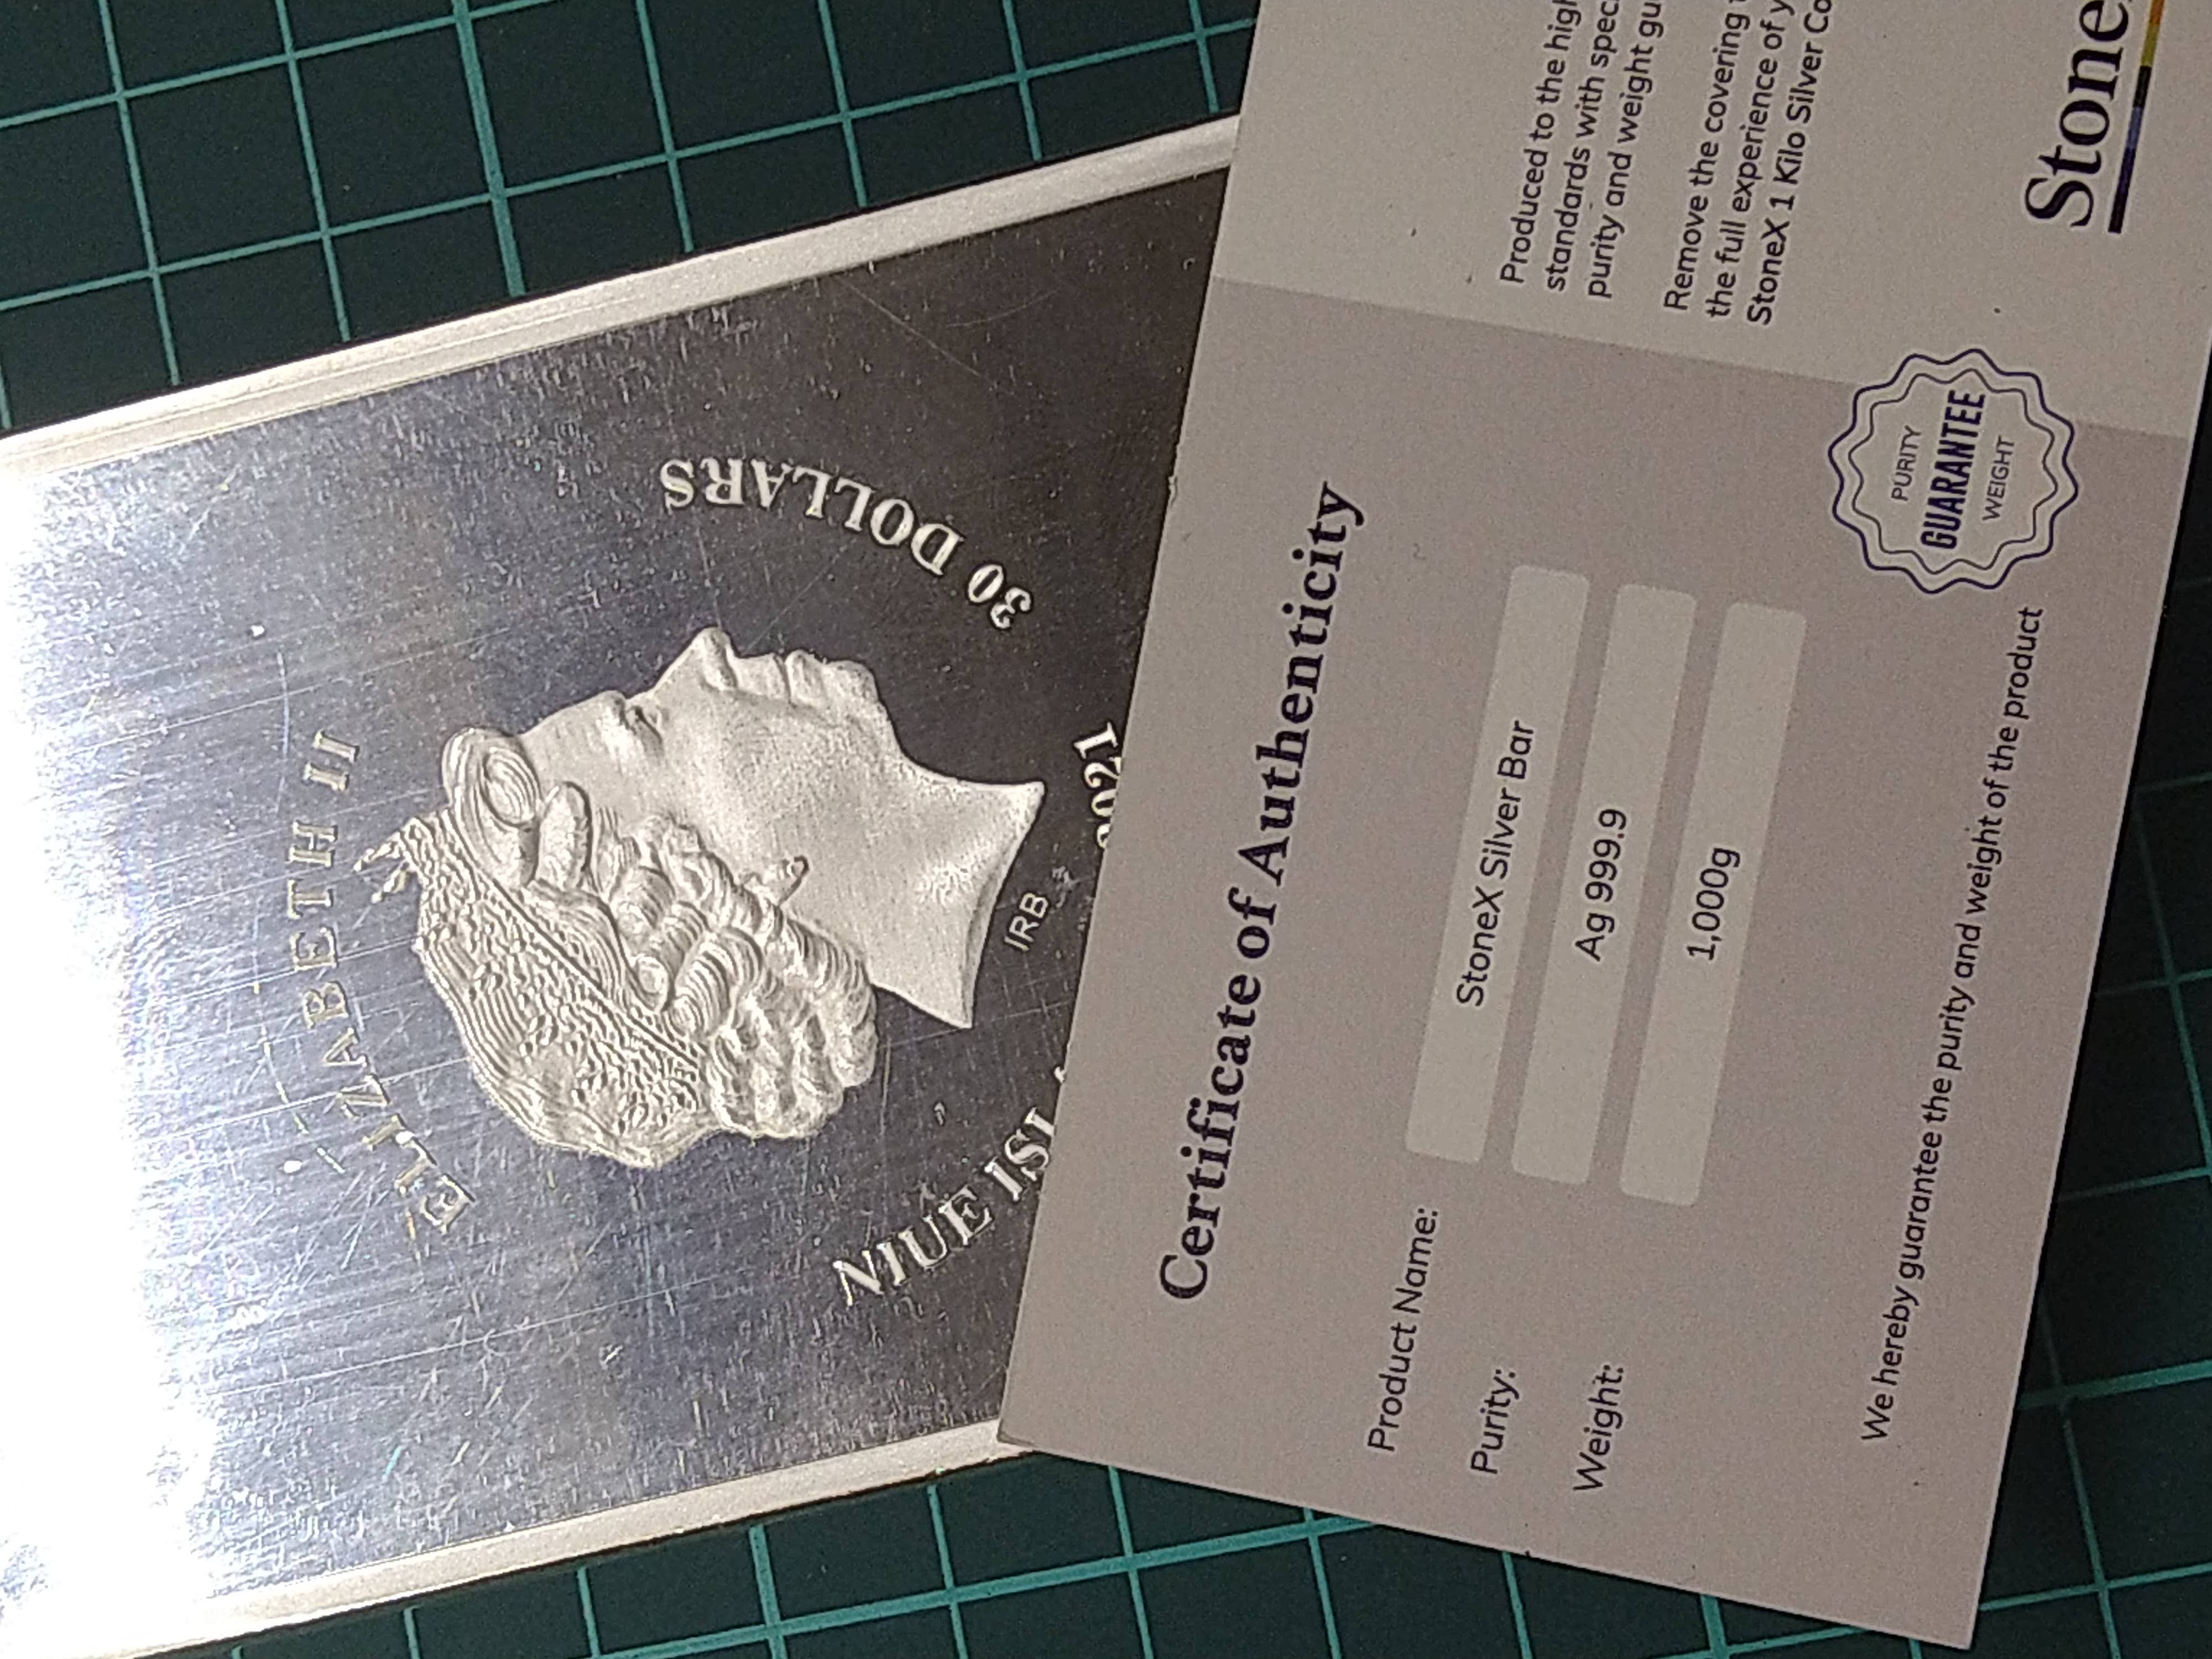 ELIZABETH II
30 DOLLARS
2021
NIUE ISL
IRB
Certificate of Authenticity
Product Name: StoneX Silver Bar
Purity: Ag 999.9
Weight: 1,000g
We hereby guarantee the purity and weight of the product
PURITY
GUARANTEE
WEIGHT
Produced to the hig
standards with spec
purity and weight gu
Remove the covering
the full experience of y
StoneX 1 Kilo Silver Co
Stone